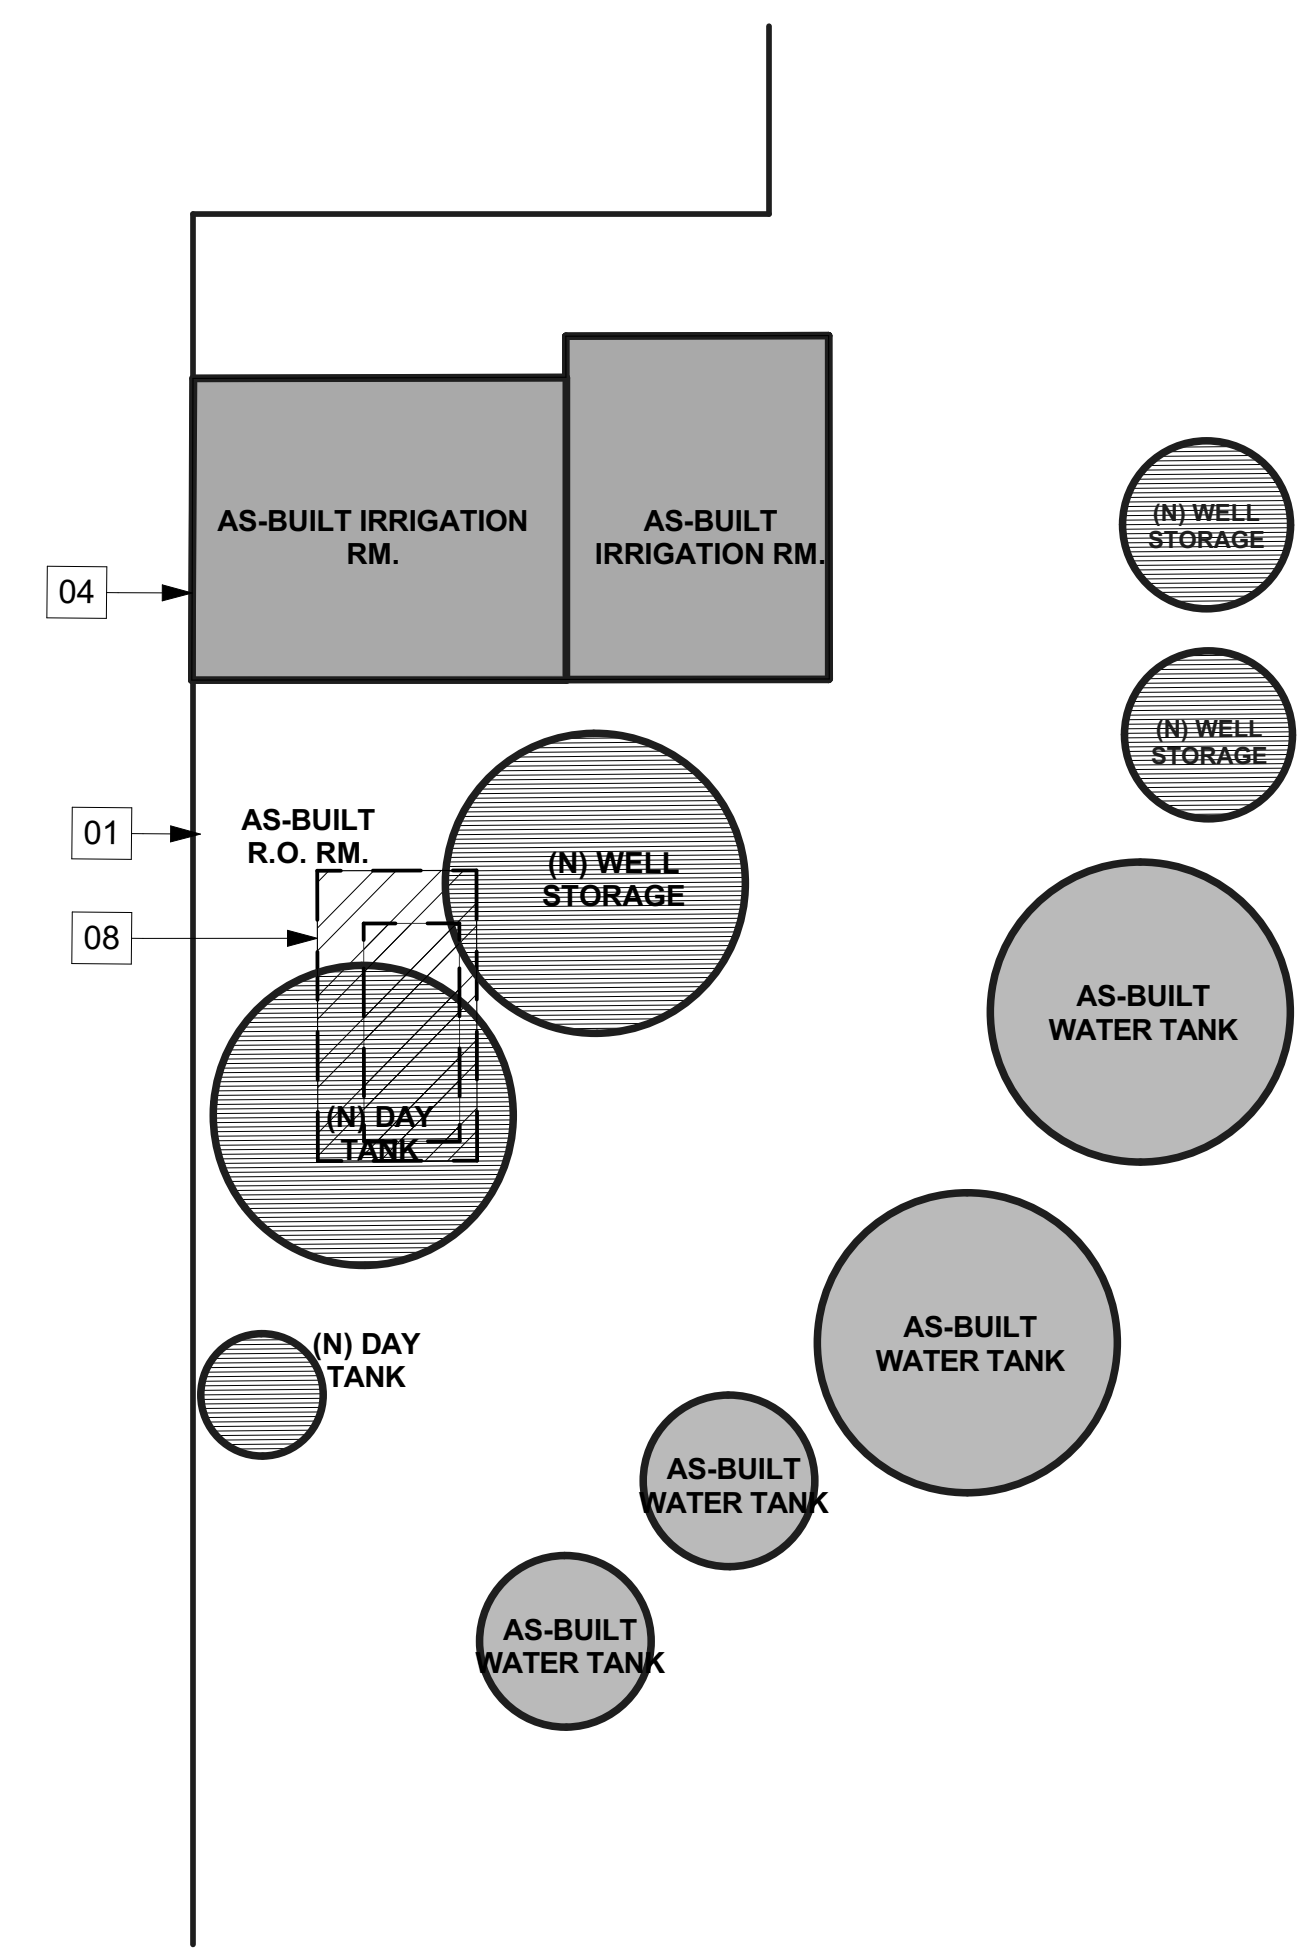 AS-BUILT IRRIGATION
RM.
AS-BUILT
IRRIGATION RM.
(N) WELL
STORAGE
04
(N) WELL
STORAGE
01
AS-BUILT
R.O. RM.
(N) WELL
STORAGE
08
AS-BUILT
WATER TANK
(N) DAY
TANK
AS-BUILT
WATER TANK
(N) DAY
TANK
AS-BUILT
WATER TANK
AS-BUILT
WATER TANK